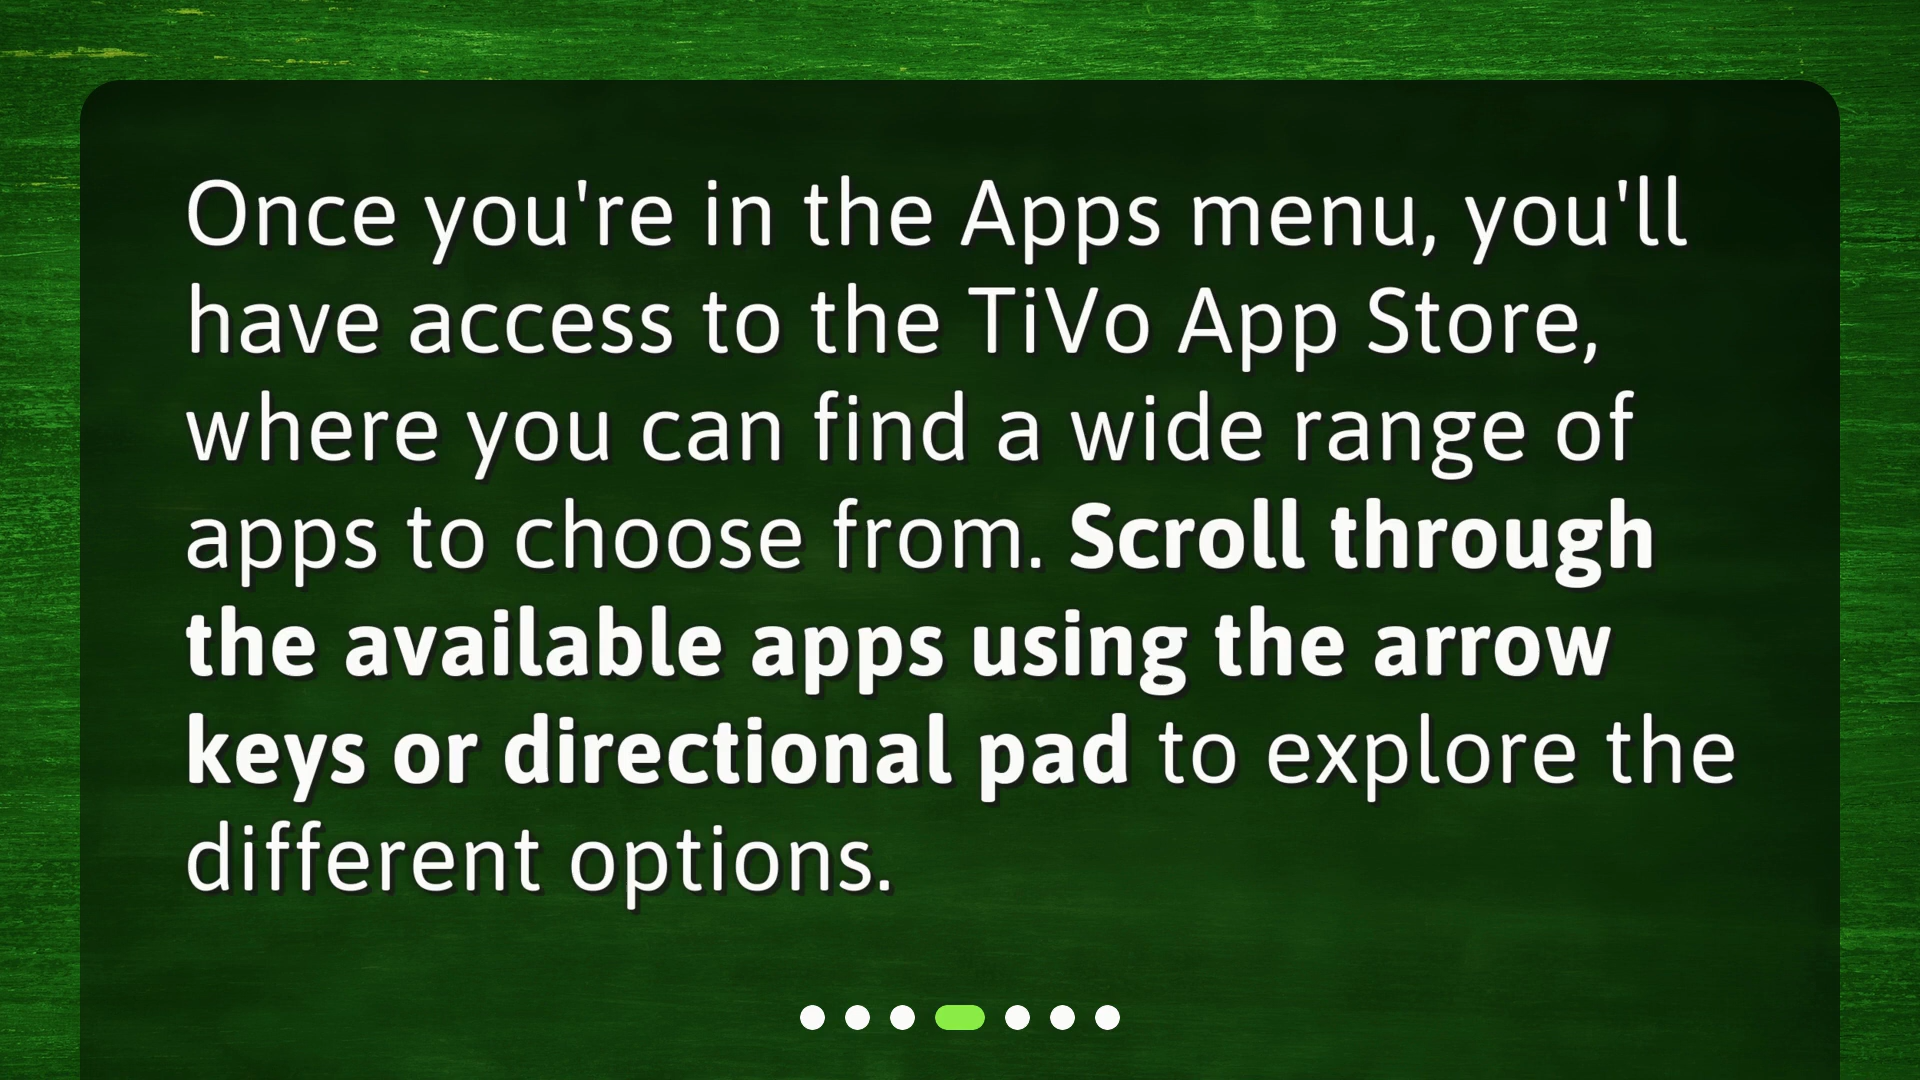 Once you're in the Apps menu, you'll
have access to the TiVo App Store,
where you can find a wide range of
apps to choose from. Scroll through
the available apps using the arrow
keys or directional pad to explore the
different options.